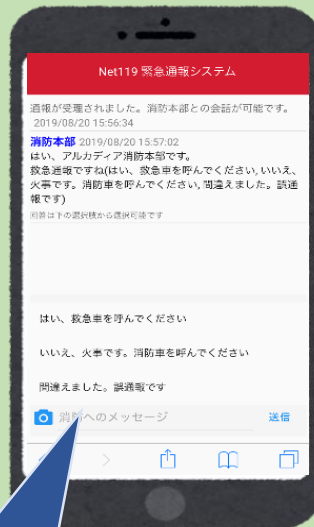 Net119 緊急通報システム
通報が受理されました。消防本部との会話が可能です。
2019/08/20 15:56:34
消防本部 2019/08/20 15:57:02
はい、アルカディア消防本部です。
救急通報ですね(はい、救急車を呼んでください, いいえ、
火事です。消防車を呼んでください, 間違えました。誤通
報です)
回答は下の選択肢から選択可能です
はい、救急車を呼んでください
いいえ、火事です。消防車を呼んでください
間違えました。誤通報です
消防へのメッセージ
送信